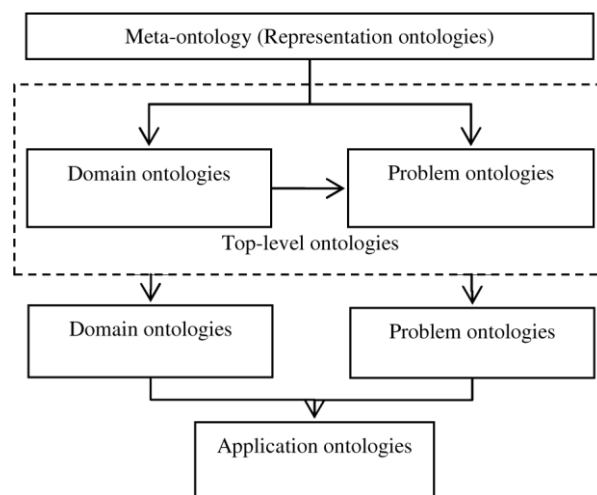 Meta-ontology (Representation ontologies)
Domain ontologies
Problem ontologies
Top-level ontologies
Domain ontologies
Problem ontologies
Application ontologies